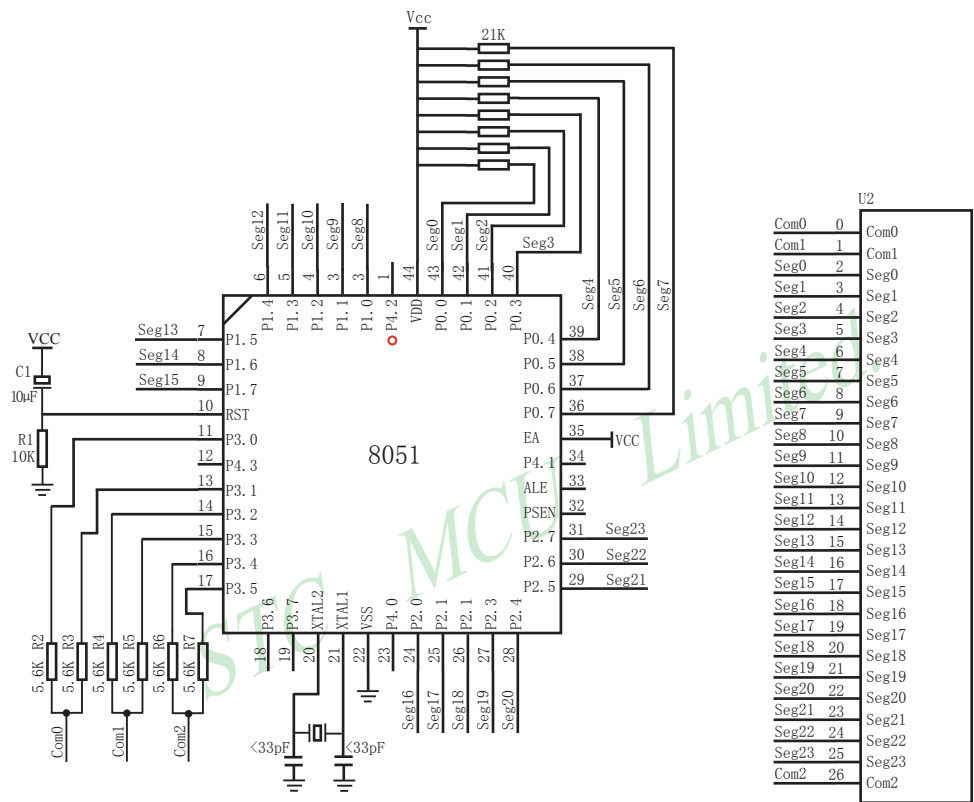 Vcc
21K
Seg12
Seg11
Seg10
Seg9
Seg8
Seg0
Seg1
Seg2
Seg3
Seg4
Seg5
Seg6
Seg7
6
5
4
3
3
1
44
43
42
41
40
P1.4
P1.3
P1.2
P1.1
P1.0
P4.2
VDD
P0.0
P0.1
P0.2
P0.3
Seg13 7 P1.5
Seg14 8 P1.6
Seg15 9 P1.7
10 RST
11 P3.0
12 P4.3
13 P3.1
14 P3.2
15 P3.3
16 P3.4
17 P3.5
VCC
C1
10μF
R1
10K
8051
P0.4 39
P0.5 38
P0.6 37
P0.7 36
EA 35 VCC
P4.1 34
ALE 33
PSEN 32
P2.7 31 Seg23
P2.6 30 Seg22
P2.5 29 Seg21
P3.6
P3.7
XTAL2
XTAL1
VSS
P4.0
P2.0
P2.1
P2.1
P2.3
P2.4
18
19
20
21
22
23
24
25
26
27
28
Seg16
Seg17
Seg18
Seg19
Seg20
5.6K R2
5.6K R3
5.6K R4
5.6K R5
5.6K R6
5.6K R7
Com0
Com1
Com2
<33pF
<33pF
STC MCU Limited.
U2
Com0 0 Com0
Com1 1 Com1
Seg0 2 Seg0
Seg1 3 Seg1
Seg2 4 Seg2
Seg3 5 Seg3
Seg4 6 Seg4
Seg5 7 Seg5
Seg6 8 Seg6
Seg7 9 Seg7
Seg8 10 Seg8
Seg9 11 Seg9
Seg10 12 Seg10
Seg11 13 Seg11
Seg12 14 Seg12
Seg13 15 Seg13
Seg14 16 Seg14
Seg15 17 Seg15
Seg16 18 Seg16
Seg17 19 Seg17
Seg18 20 Seg18
Seg19 21 Seg19
Seg20 22 Seg20
Seg21 23 Seg21
Seg22 24 Seg22
Seg23 25 Seg23
Com2 26 Com2